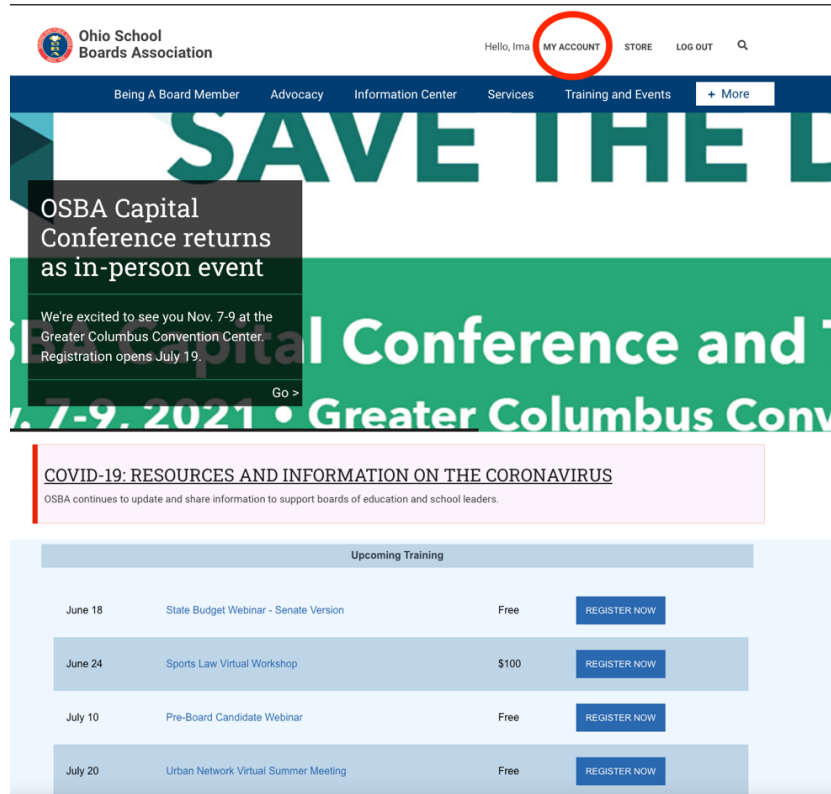 Ohio School
Boards Association
Hello, Ima MY ACCOUNT STORE LOG OUT
Being A Board Member Advocacy Information Center Services Training and Events + More
SAVE THE D
OSBA Capital
Conference returns
as in-person event
We're excited to see you Nov. 7-9 at the
Greater Columbus Convention Center.
Registration opens July 19.
Go >
SBA Capital Conference and T
v. 7-9, 2021 • Greater Columbus Conv
COVID-19: RESOURCES AND INFORMATION ON THE CORONAVIRUS
OSBA continues to update and share information to support boards of education and school leaders.
Upcoming Training
June 18 State Budget Webinar - Senate Version Free REGISTER NOW
June 24 Sports Law Virtual Workshop $100 REGISTER NOW
July 10 Pre-Board Candidate Webinar Free REGISTER NOW
July 20 Urban Network Virtual Summer Meeting Free REGISTER NOW